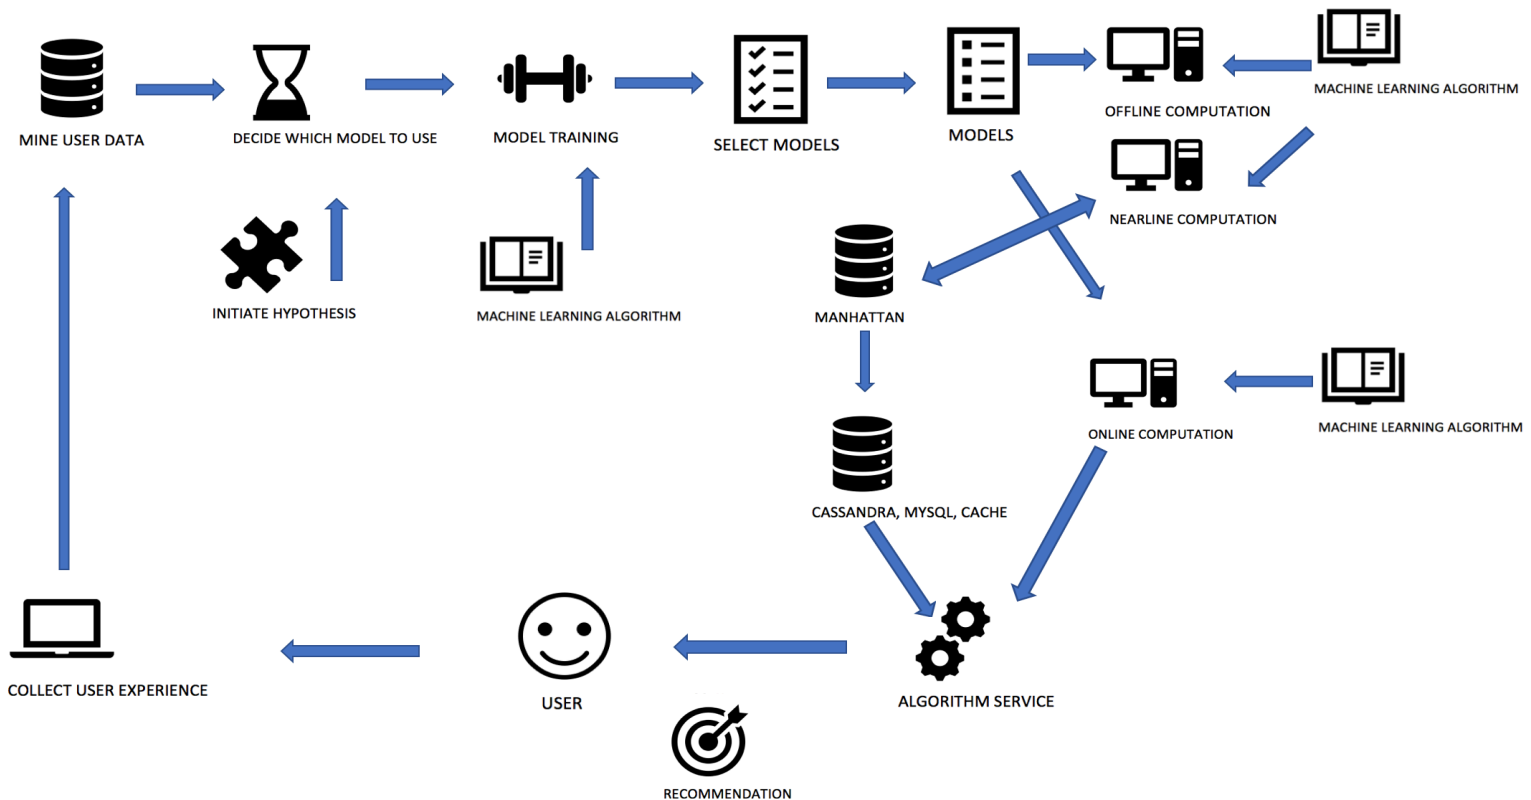 MINE USER DATA
DECIDE WHICH MODEL TO USE
MODEL TRAINING
SELECT MODELS
MODELS
OFFLINE COMPUTATION
MACHINE LEARNING ALGORITHM
NEARLINE COMPUTATION
INITIATE HYPOTHESIS
MACHINE LEARNING ALGORITHM
MANHATTAN
ONLINE COMPUTATION
MACHINE LEARNING ALGORITHM
CASSANDRA, MYSQL, CACHE
COLLECT USER EXPERIENCE
USER
ALGORITHM SERVICE
RECOMMENDATION